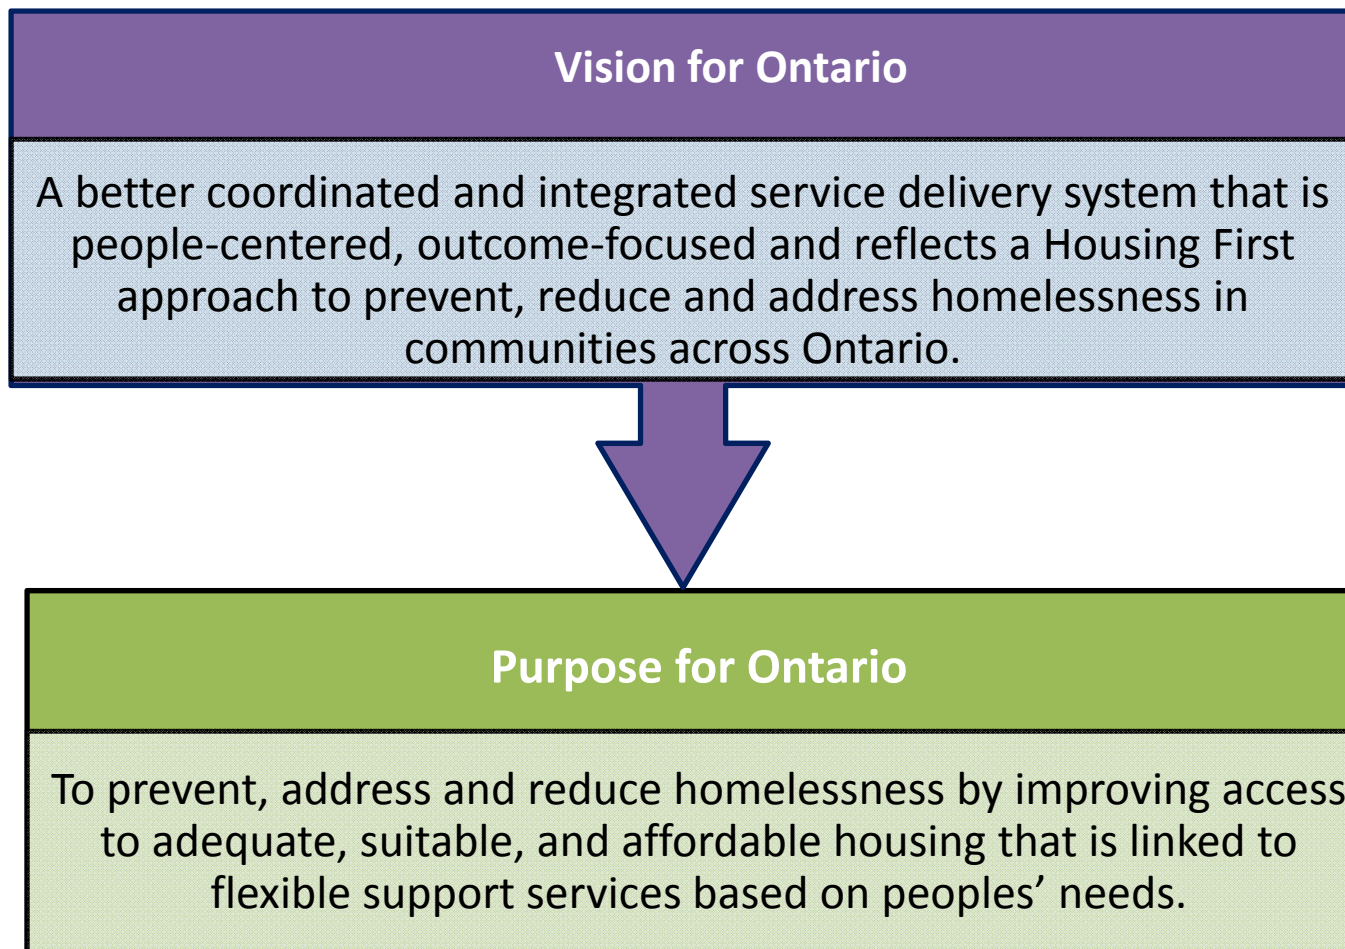 Vision for Ontario
A better coordinated and integrated service delivery system that is
people-centered, outcome-focused and reflects a Housing First
approach to prevent, reduce and address homelessness in
communities across Ontario.
Purpose for Ontario
To prevent, address and reduce homelessness by improving access
to adequate, suitable, and affordable housing that is linked to
flexible support services based on peoples’ needs.